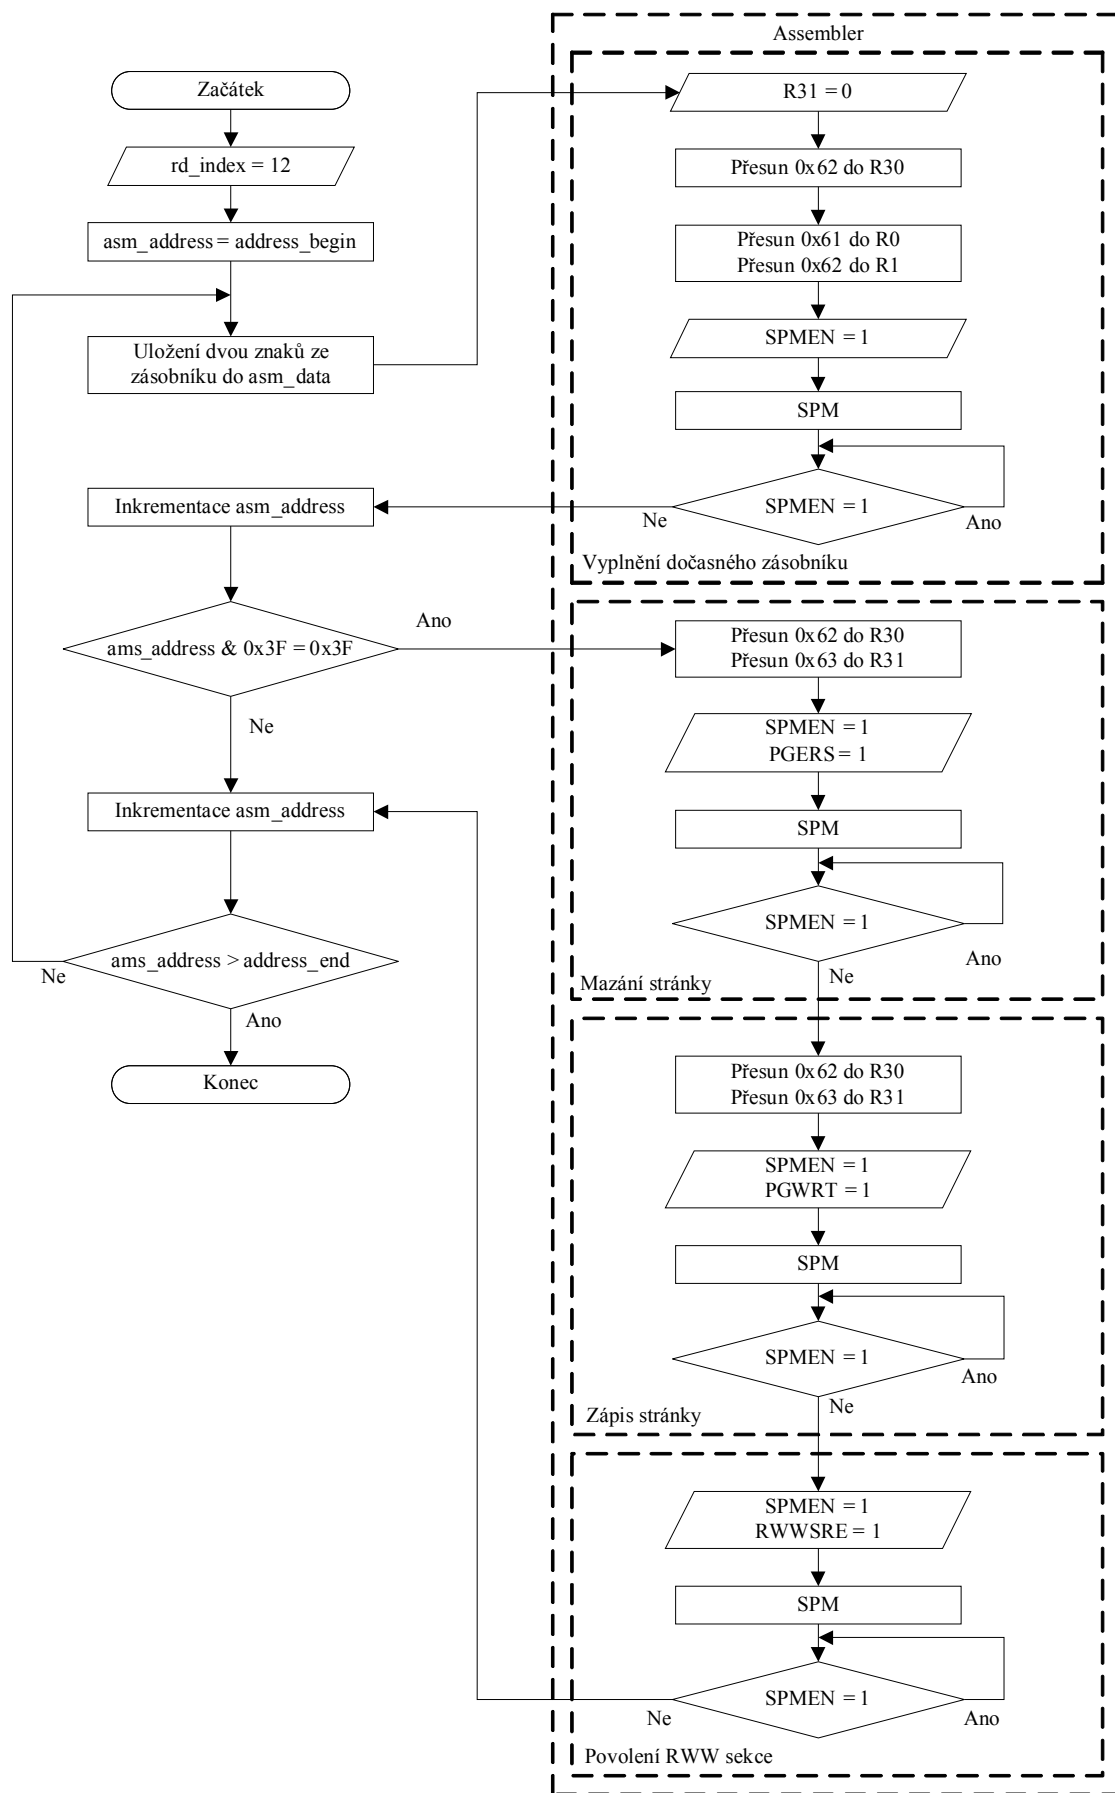 Assembler
Začátek
rd_index = 12
asm_address = address_begin
Uložení dvou znaků ze
zásobníku do asm_data
R31 = 0
Přesun 0x62 do R30
Přesun 0x61 do R0
Přesun 0x62 do R1
SPMEN = 1
SPM
SPMEN = 1
Ne
Ano
Vyplnění dočasného zásobníku
Inkrementace asm_address
ams_address & 0x3F = 0x3F
Ano
Ne
Přesun 0x62 do R30
Přesun 0x63 do R31
SPMEN = 1
PGERS = 1
SPM
SPMEN = 1
Ano
Ne
Mazání stránky
Inkrementace asm_address
ams_address > address_end
Ne
Ano
Konec
Přesun 0x62 do R30
Přesun 0x63 do R31
SPMEN = 1
PGWRT = 1
SPM
SPMEN = 1
Ano
Ne
Zápis stránky
SPMEN = 1
RWWSRE = 1
SPM
SPMEN = 1
Ne
Ano
Povolení RWW sekce